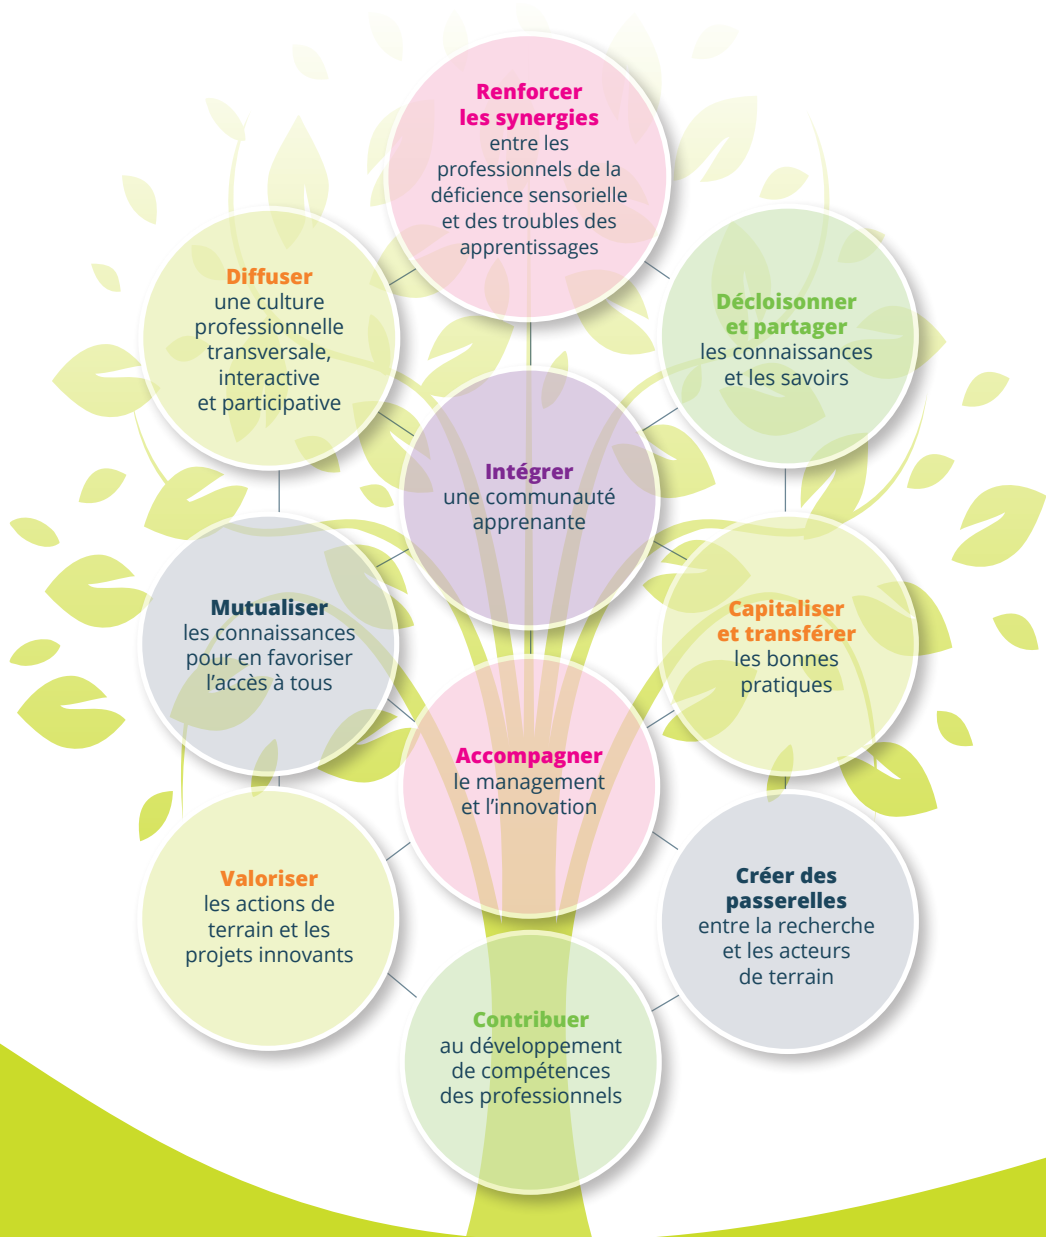 Renforcer
les synergies
entre les
professionnels de la
déficience sensorielle
et des troubles des
apprentissages
Diffuser
une culture
professionnelle
transversale,
interactive
et participative
Décloisonner
et partager
les connaissances
et les savoirs
Intégrer
une communauté
apprenante
Mutualiser
les connaissances
pour en favoriser
l’accès à tous
Capitaliser
et transférer
les bonnes
pratiques
Accompagner
le management
et l’innovation
Valoriser
les actions de
terrain et les
projets innovants
Créer des
passerelles
entre la recherche
et les acteurs
de terrain
Contribuer
au développement
de compétences
des professionnels